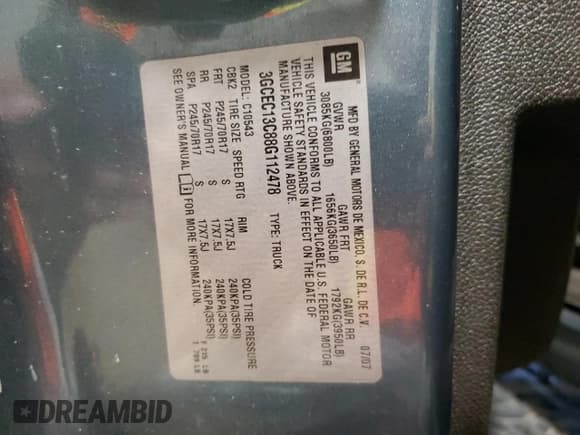 GM
MFD BY GENERAL MOTORS DE MEXICO, S. DE R.L. DE C.V. 07/07
GVWR GAWR FRT GAWR RR
3085KG(6800LB) 1656KG(3650LB) 1792KG(3950LB)
THIS VEHICLE CONFORMS TO ALL APPLICABLE U.S. FEDERAL MOTOR
VEHICLE SAFETY STANDARDS IN EFFECT ON THE DATE OF
MANUFACTURE SHOWN ABOVE.
3GCEC13C88G112478 TYPE: TRUCK
MODEL: C10543
CBK2 TIRE SIZE SPEED RTG RIM COLD TIRE PRESSURE
FRT P245/70R17 S 17X7.5J 240KPA(35PSI)
RR P245/70R17 S 17X7.5J 240KPA(35PSI)
SPA P245/70R17 S 17X7.5J 240KPA(35PSI)
SEE OWNER'S MANUAL FOR MORE INFORMATION.
DREAMBID